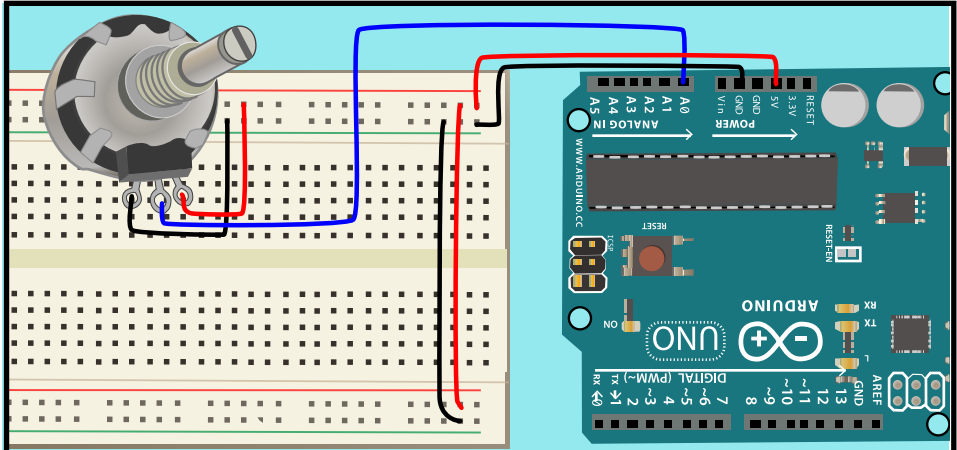 A5 A4 A3 A2 A1 A0 Vin GND GND 5V 3.3V RESET
ANALOG IN POWER
WWW.ARDUINO.CC
RESET
ICSP
RESET-EN
ON
UNO
ARDUINO
RX
TX
L
DIGITAL (PWM~)
RX TX
0 1 2 ~3 4 ~5 ~6 7 8 ~9 ~10 ~11 12 13 GND AREF